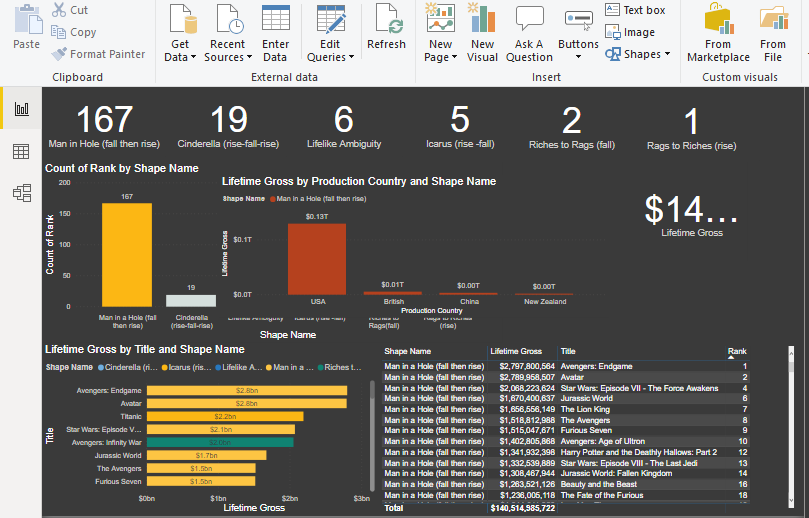 Cut
Copy
Format Painter
Paste
Get Data
Recent Sources
Enter Data
Edit Queries
Refresh
New Page
New Visual
Ask A Question
Buttons
Text box
Image
Shapes
From Marketplace
From File
Clipboard
External data
Insert
Custom visuals
167
Man in Hole (fall then rise)
19
Cinderella (rise-fall-rise)
6
Lifelike Ambiguity
5
Icarus (rise -fall)
2
Riches to Rags (fall)
1
Rags to Riches (rise)
Count of Rank by Shape Name
200
150
100
50
0
Count of Rank
167
19
Man in a Hole (fall then rise)
Cinderella (rise-fall-rise)
Shape Name
Lifetime Gross by Production Country and Shape Name
Shape Name Man in a Hole (fall then rise)
Lifetime Gross
$0.1T
$0.0T
$0.13T
$0.01T
$0.00T
$0.00T
USA
British
China
New Zealand
Production Country
Rags(fall)
(rise)
$14...
Lifetime Gross
Lifetime Gross by Title and Shape Name
Shape Name Cinderella (ri... Icarus (ris... Lifelike A... Man in a ... Riches t...
Title
Avengers: Endgame $2.8bn
Avatar $2.8bn
Titanic $2.2bn
Star Wars: Episode V... $2.1bn
Avengers: Infinity War $2.0bn
Jurassic World $1.7bn
The Avengers $1.5bn
Furious Seven $1.5bn
$0bn $1bn $2bn $3bn
Lifetime Gross
Shape Name Lifetime Gross Title Rank
Man in a Hole (fall then rise) $2,797,800,564 Avengers: Endgame 1
Man in a Hole (fall then rise) $2,789,958,507 Avatar 2
Man in a Hole (fall then rise) $2,068,223,624 Star Wars: Episode VII - The Force Awakens 4
Man in a Hole (fall then rise) $1,670,400,637 Jurassic World 6
Man in a Hole (fall then rise) $1,656,556,149 The Lion King 7
Man in a Hole (fall then rise) $1,518,812,988 The Avengers 8
Man in a Hole (fall then rise) $1,515,047,671 Furious Seven 9
Man in a Hole (fall then rise) $1,402,805,868 Avengers: Age of Ultron 10
Man in a Hole (fall then rise) $1,341,932,398 Harry Potter and the Deathly Hallows: Part 2 12
Man in a Hole (fall then rise) $1,332,539,889 Star Wars: Episode VIII - The Last Jedi 13
Man in a Hole (fall then rise) $1,308,467,944 Jurassic World: Fallen Kingdom 14
Man in a Hole (fall then rise) $1,263,521,126 Beauty and the Beast 16
Man in a Hole (fall then rise) $1,236,005,118 The Fate of the Furious 18
Total $140,514,985,722